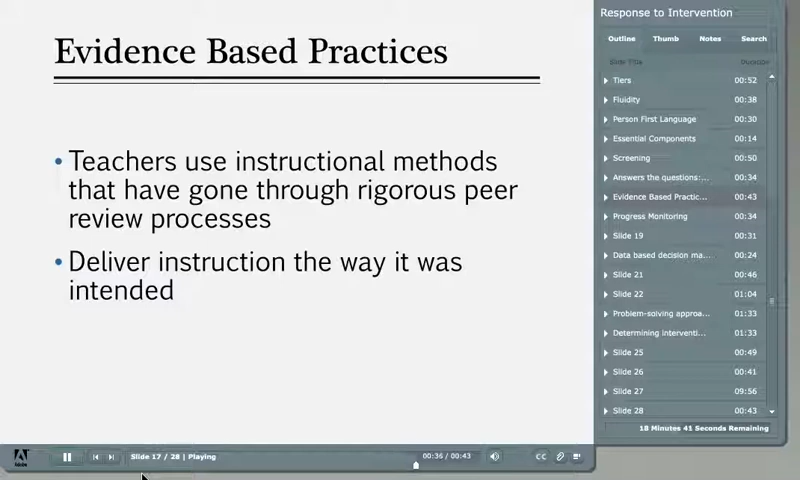 Evidence Based Practices
• Teachers use instructional methods
that have gone through rigorous peer
review processes
• Deliver instruction the way it was
intended
Response to Intervention
Outline Thumb Notes Search
Slide Title Duration
Tiers 00:52
Fluidity 00:38
Person First Language 00:30
Essential Components 00:14
Screening 00:50
Answers the questions:... 00:34
Evidence Based Practic... 00:43
Progress Monitoring 00:34
Slide 19 00:31
Data based decision ma... 00:24
Slide 21 00:46
Slide 22 01:04
Problem-solving approa... 01:33
Determining interventi... 01:33
Slide 25 00:49
Slide 26 00:41
Slide 27 09:56
Slide 28 00:43
18 Minutes 41 Seconds Remaining
Adobe Slide 17 / 28 | Playing 00:36 / 00:43 CC